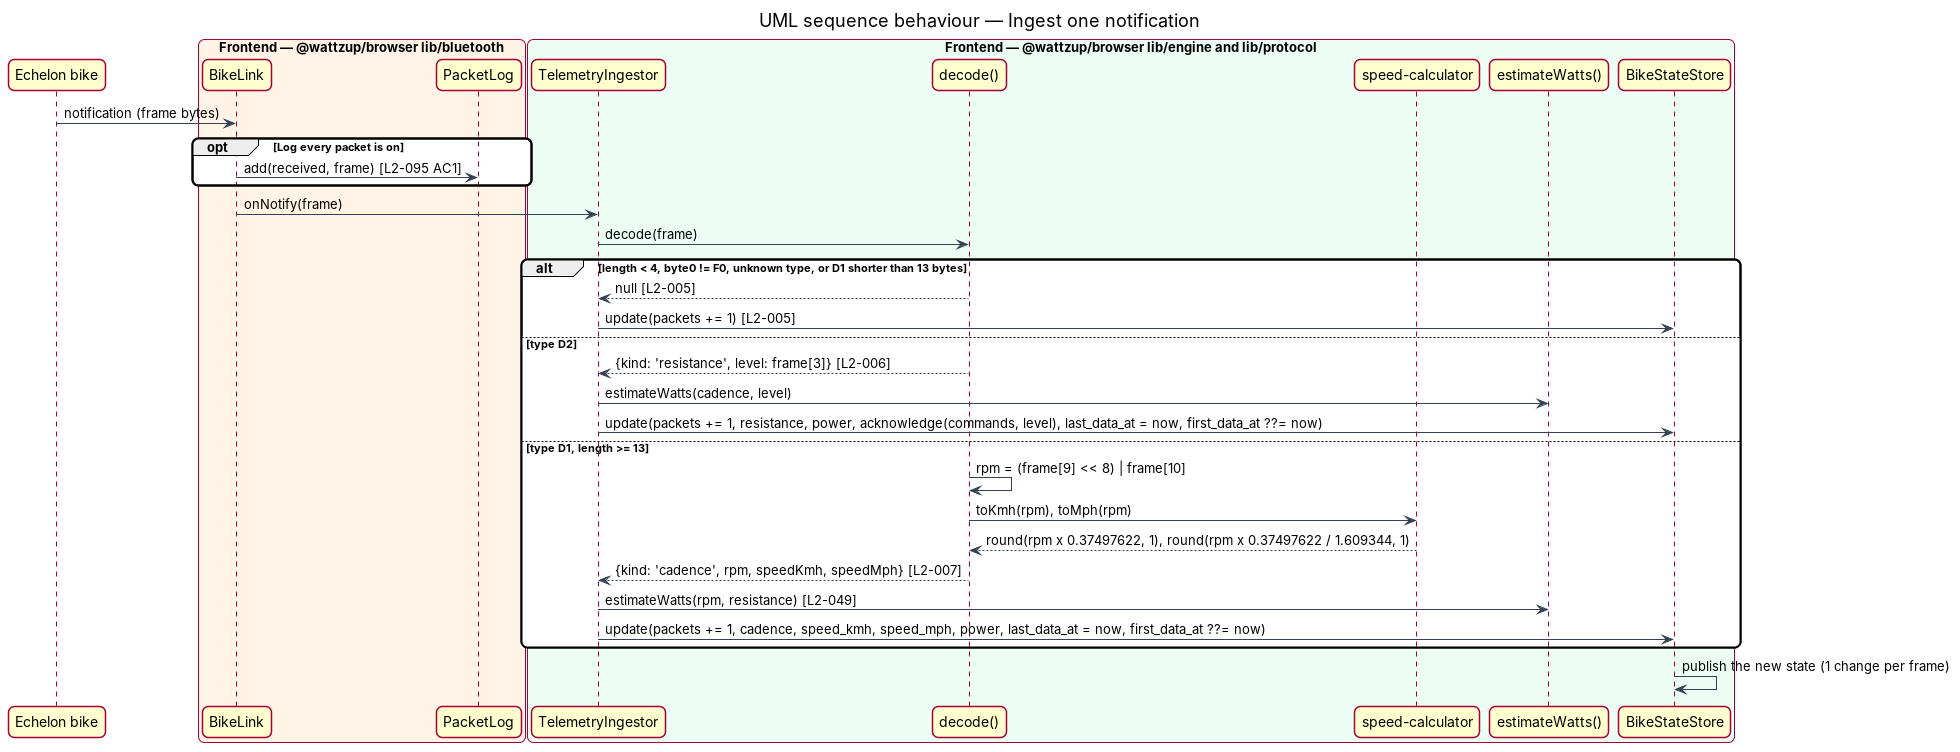 UML sequence behaviour — Ingest one notification
Frontend — @wattzup/browser lib/bluetooth
Frontend — @wattzup/browser lib/engine and lib/protocol
Echelon bike
BikeLink
PacketLog
TelemetryIngestor
decode()
speed-calculator
estimateWatts()
BikeStateStore
notification (frame bytes)
opt
[Log every packet is on]
add(received, frame) [L2-095 AC1]
onNotify(frame)
decode(frame)
alt
[length < 4, byte0 != F0, unknown type, or D1 shorter than 13 bytes]
null [L2-005]
update(packets += 1) [L2-005]
[type D2]
{kind: 'resistance', level: frame[3]} [L2-006]
estimateWatts(cadence, level)
update(packets += 1, resistance, power, acknowledge(commands, level), last_data_at = now, first_data_at ??= now)
[type D1, length >= 13]
rpm = (frame[9] << 8) | frame[10]
toKmh(rpm), toMph(rpm)
round(rpm x 0.37497622, 1), round(rpm x 0.37497622 / 1.609344, 1)
{kind: 'cadence', rpm, speedKmh, speedMph} [L2-007]
estimateWatts(rpm, resistance) [L2-049]
update(packets += 1, cadence, speed_kmh, speed_mph, power, last_data_at = now, first_data_at ??= now)
publish the new state (1 change per frame)
Echelon bike
BikeLink
PacketLog
TelemetryIngestor
decode()
speed-calculator
estimateWatts()
BikeStateStore